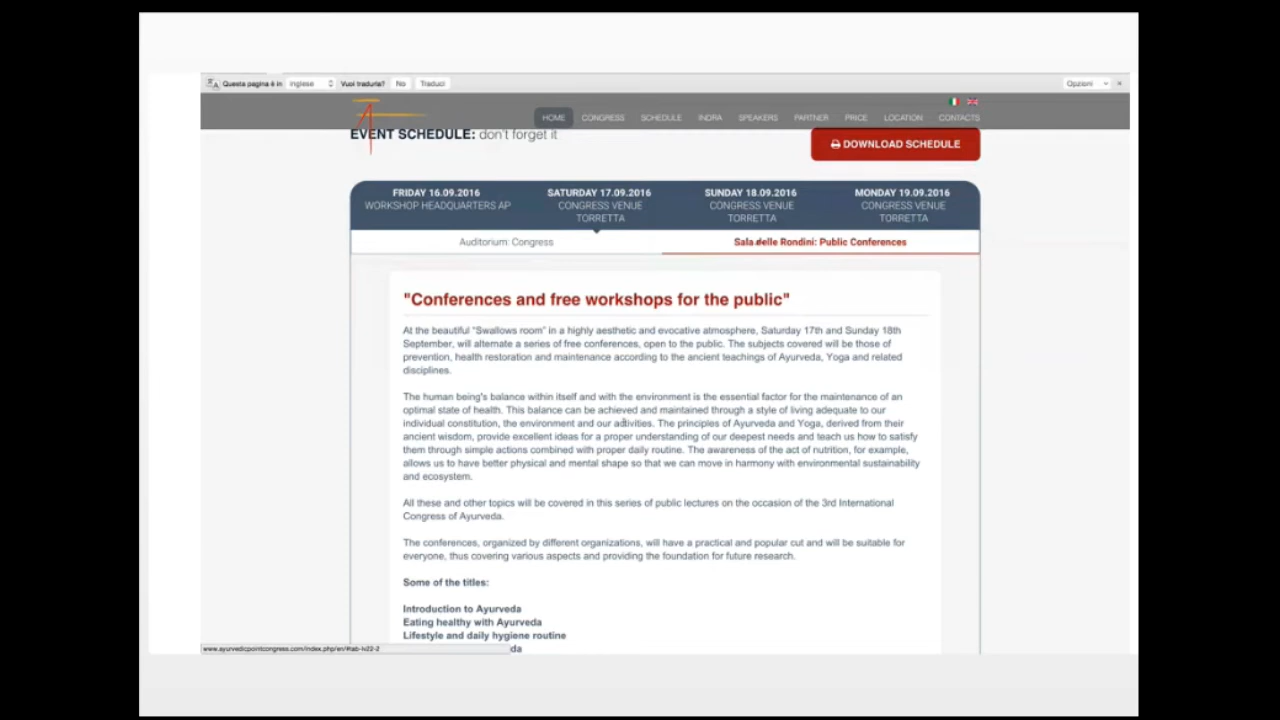 Questa pagina è in inglese Vuoi tradurla? No Traduci Opzioni ×
HOME CONGRESS SCHEDULE INDRA SPEAKERS PARTNER PRICE LOCATION CONTACTS
EVENT SCHEDULE: don't forget it
DOWNLOAD SCHEDULE
FRIDAY 16.09.2016
WORKSHOP HEADQUARTERS AP
SATURDAY 17.09.2016
CONGRESS VENUE
TORRETTA
SUNDAY 18.09.2016
CONGRESS VENUE
TORRETTA
MONDAY 19.09.2016
CONGRESS VENUE
TORRETTA
Auditorium: Congress
Sala delle Rondini: Public Conferences
"Conferences and free workshops for the public"
At the beautiful "Swallows room" in a highly aesthetic and evocative atmosphere, Saturday 17th and Sunday 18th
September, will alternate a series of free conferences, open to the public. The subjects covered will be those of
prevention, health restoration and maintenance according to the ancient teachings of Ayurveda, Yoga and related
disciplines.
The human being's balance within itself and with the environment is the essential factor for the maintenance of an
optimal state of health. This balance can be achieved and maintained through a style of living adequate to our
individual constitution, the environment and our activities. The principles of Ayurveda and Yoga, derived from their
ancient wisdom, provide excellent ideas for a proper understanding of our deepest needs and teach us how to satisfy
them through simple actions combined with proper daily routine. The awareness of the act of nutrition, for example,
allows us to have better physical and mental shape so that we can move in harmony with environmental sustainability
and ecosystem.
All these and other topics will be covered in this series of public lectures on the occasion of the 3rd International
Congress of Ayurveda.
The conferences, organized by different organizations, will have a practical and popular cut and will be suitable for
everyone, thus covering various aspects and providing the foundation for future research.
Some of the titles:
Introduction to Ayurveda
Eating healthy with Ayurveda
Lifestyle and daily hygiene routine
da
www.ayurvedicpointcongress.com/index.php/en/#tab-h22-2